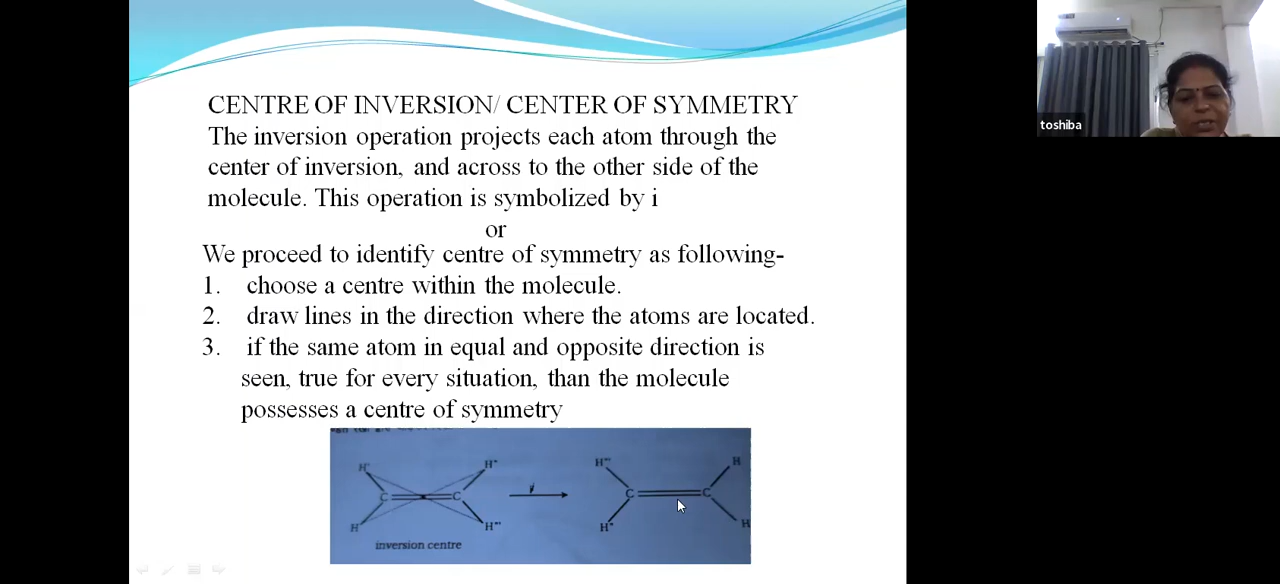 CENTRE OF INVERSION/ CENTER OF SYMMETRY
The inversion operation projects each atom through the
center of inversion, and across to the other side of the
molecule. This operation is symbolized by i
or
We proceed to identify centre of symmetry as following-
1. choose a centre within the molecule.
2. draw lines in the direction where the atoms are located.
3. if the same atom in equal and opposite direction is
seen, true for every situation, than the molecule
possesses a centre of symmetry
H' H" H"' H
C C i C C
H H"' H" H
inversion centre
toshiba